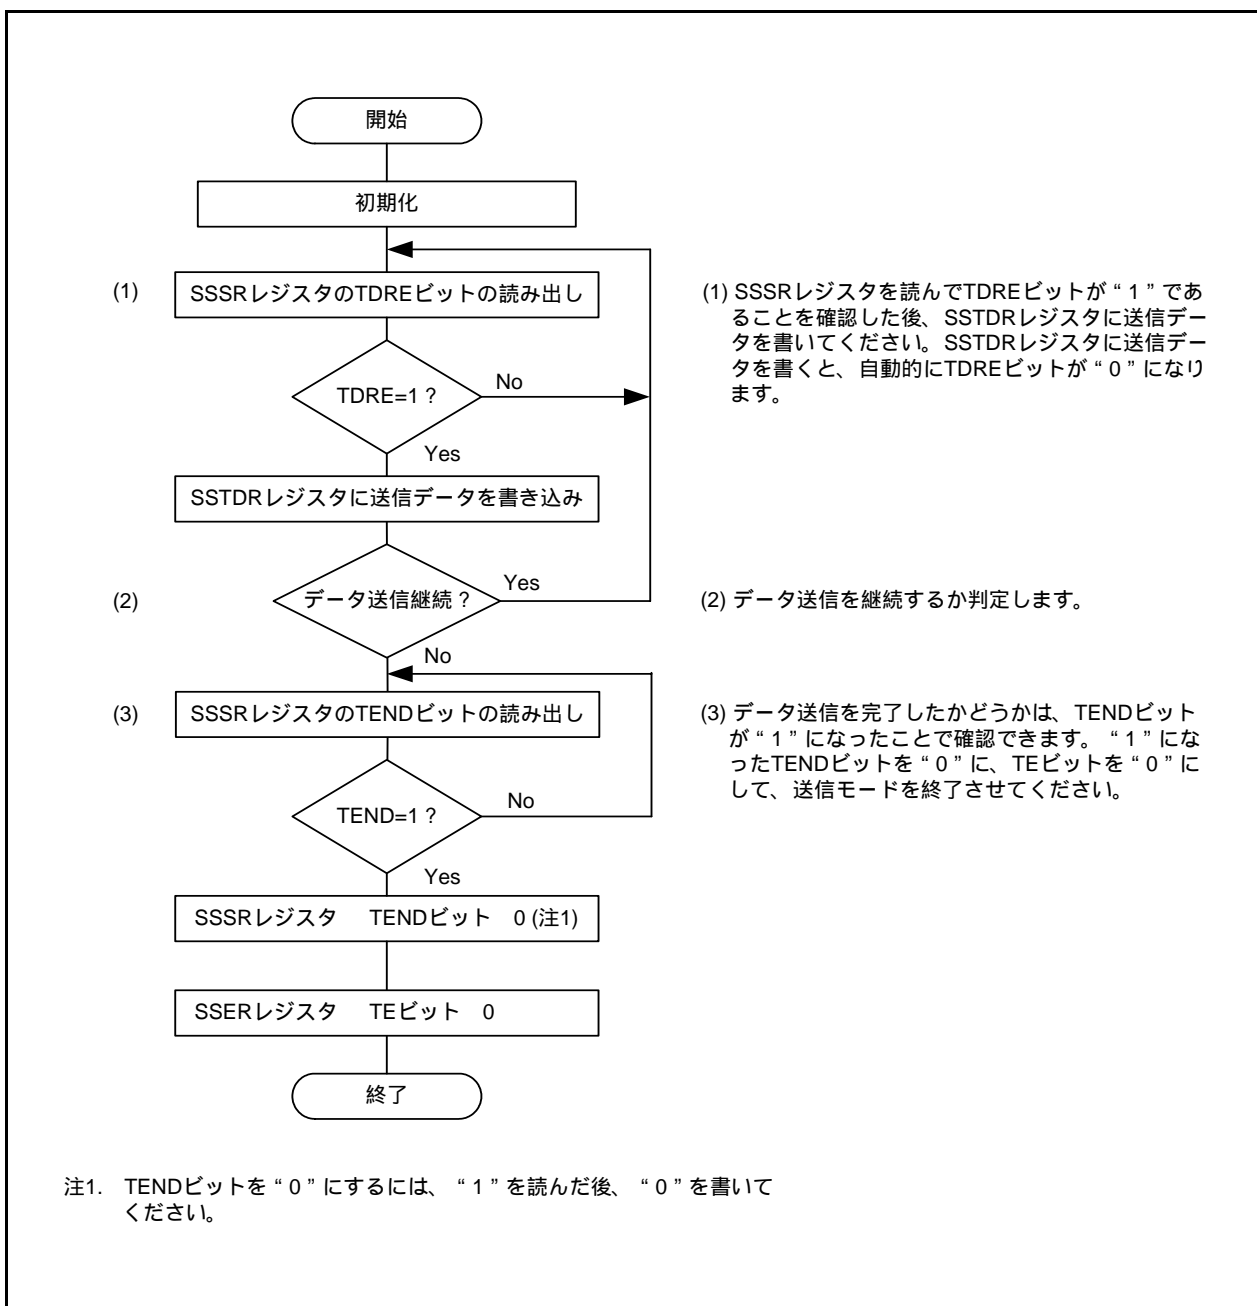 開始
初期化
(1)
SSSRレジスタのTDREビットの読み出し
TDRE=1 ?
No
Yes
SSTDRレジスタに送信データを書き込み
(2)
データ送信継続 ?
Yes
No
(3)
SSSRレジスタのTENDビットの読み出し
TEND=1 ?
No
Yes
SSSRレジスタ TENDビット 0 (注1)
SSERレジスタ TEビット 0
終了
(1) SSSRレジスタを読んでTDREビットが “ 1 ” であ
ることを確認した後、SSTDRレジスタに送信デー
タを書いてください。SSTDRレジスタに送信デー
タを書くと、自動的にTDREビットが “ 0 ” になり
ます。
(2) データ送信を継続するか判定します。
(3) データ送信を完了したかどうかは、TENDビット
が “ 1 ” になったことで確認できます。 “ 1 ” にな
ったTENDビットを “ 0 ” に、TEビットを “ 0 ” に
して、送信モードを終了させてください。
注1. TENDビットを “ 0 ” にするには、 “ 1 ” を読んだ後、 “ 0 ” を書いて
ください。